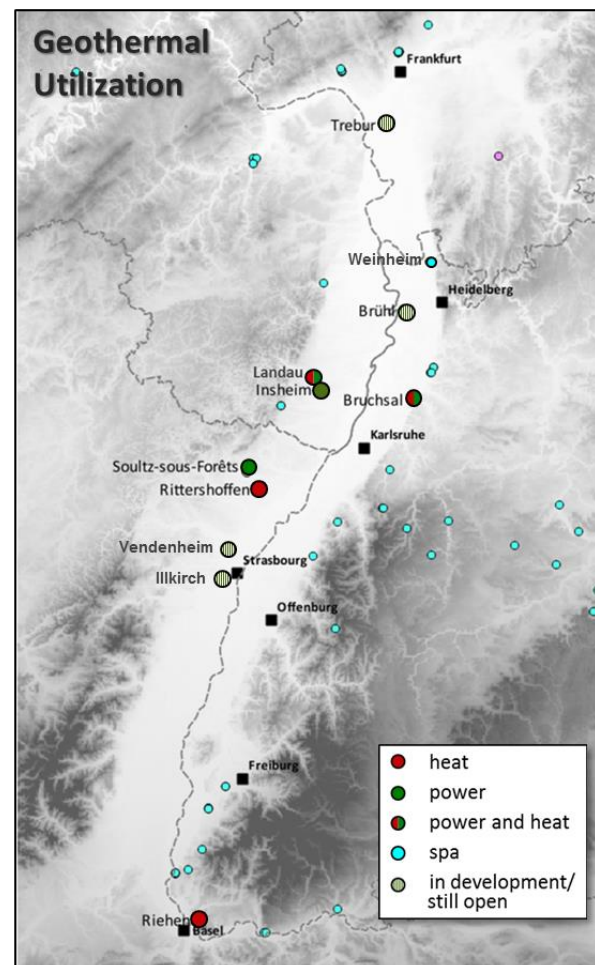 Geothermal
Utilization
Frankfurt
Trebur
Weinheim
Heidelberg
Brühl
Landau
Insheim
Bruchsal
Karlsruhe
Soultz-sous-Forêts
Rittershoffen
Vendenheim
Strasbourg
Illkirch
Offenburg
Freiburg
heat
power
power and heat
spa
in development/
still open
Riehen
Basel